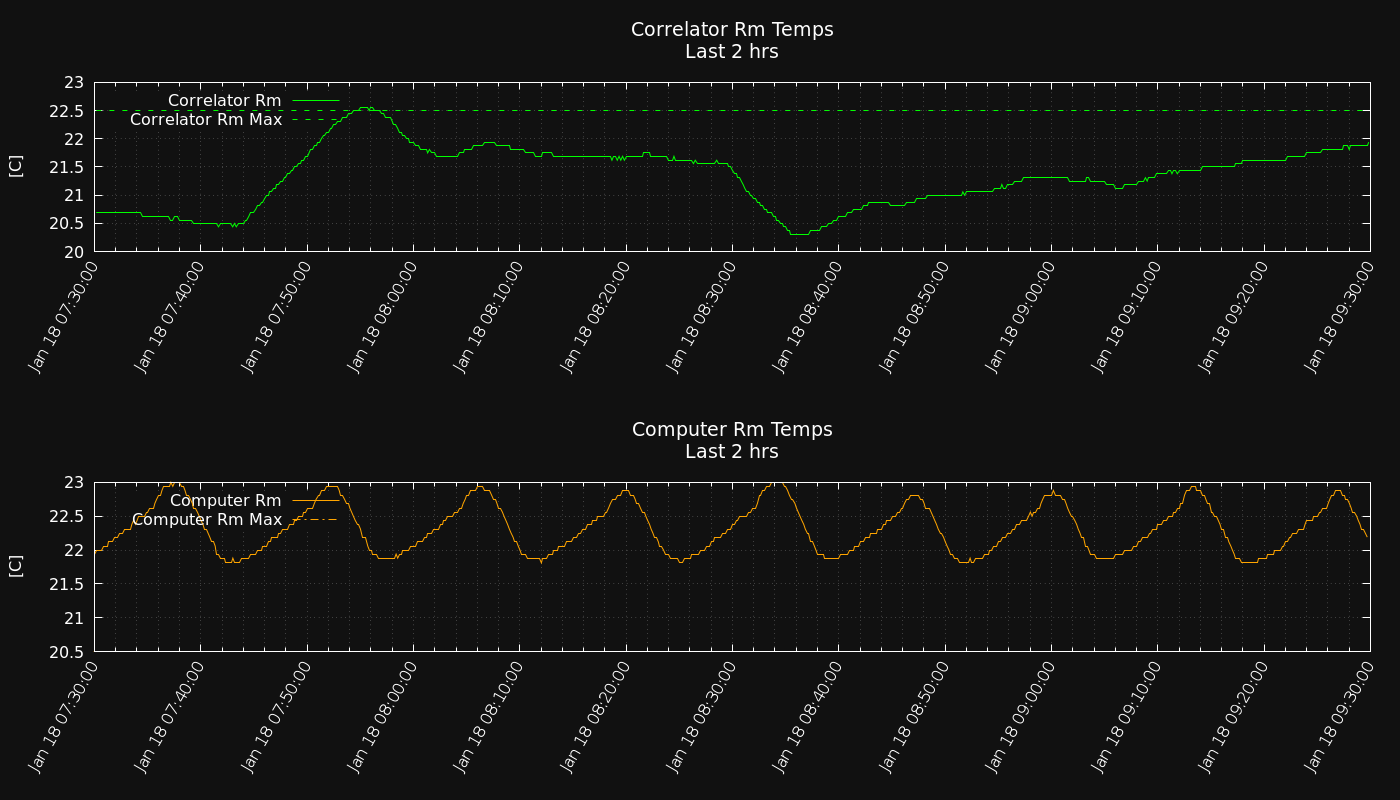 Correlator Rm Temps
Last 2 hrs
23
22.5
22
21.5
21
20.5
20
[C]
Correlator Rm
Correlator Rm Max
Jan 18 07:30:00
Jan 18 07:40:00
Jan 18 07:50:00
Jan 18 08:00:00
Jan 18 08:10:00
Jan 18 08:20:00
Jan 18 08:30:00
Jan 18 08:40:00
Jan 18 08:50:00
Jan 18 09:00:00
Jan 18 09:10:00
Jan 18 09:20:00
Jan 18 09:30:00
Computer Rm Temps
Last 2 hrs
23
22.5
22
21.5
21
20.5
[C]
Computer Rm
Computer Rm Max
Jan 18 07:30:00
Jan 18 07:40:00
Jan 18 07:50:00
Jan 18 08:00:00
Jan 18 08:10:00
Jan 18 08:20:00
Jan 18 08:30:00
Jan 18 08:40:00
Jan 18 08:50:00
Jan 18 09:00:00
Jan 18 09:10:00
Jan 18 09:20:00
Jan 18 09:30:00